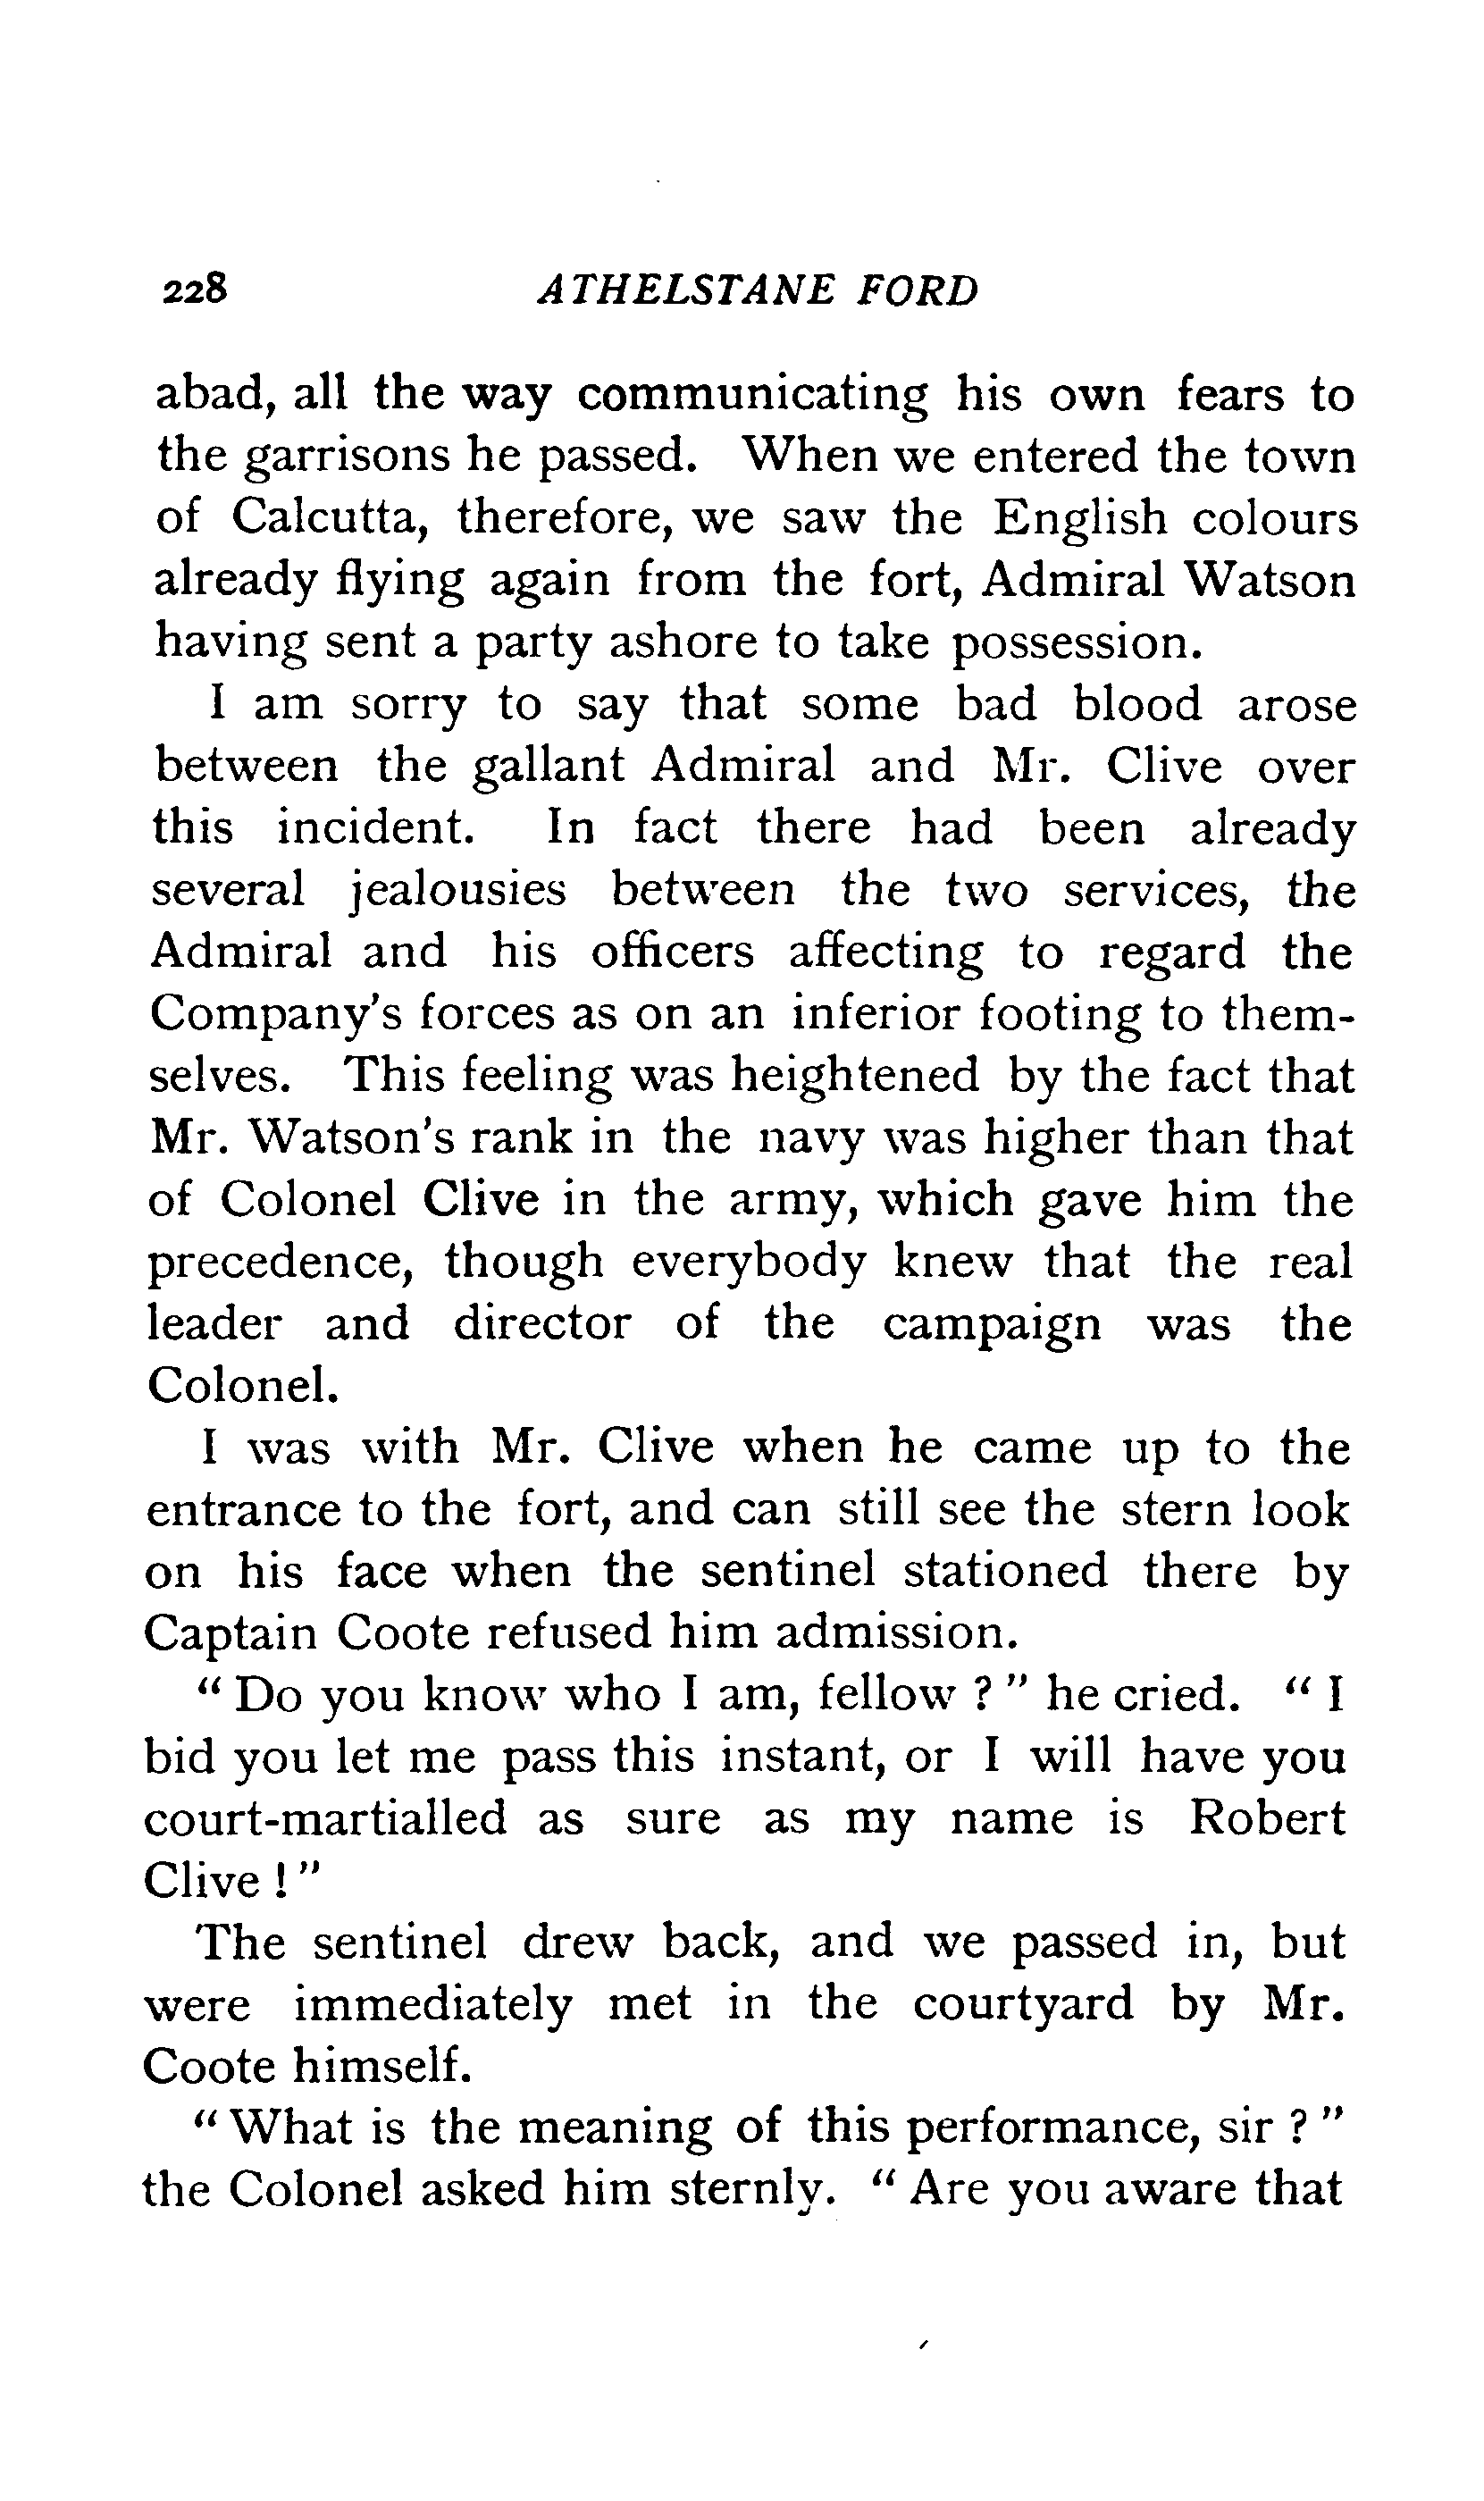 228 ATHELSTANE FORD
abad, all the way communicating his own fears to
the garrisons he passed. When we entered the town
of Calcutta, therefore, we saw the English colours
already flying again from the fort, Admiral Watson
having sent a party ashore to take possession.
I am sorry to say that some bad blood arose
between the gallant Admiral and Mr. Clive over
this incident. In fact there had been already
several jealousies between the two services, the
Admiral and his officers affecting to regard the
Company's forces as on an inferior footing to them-
selves. This feeling was heightened by the fact that
Mr. Watson's rank in the navy was higher than that
of Colonel Clive in the army, which gave him the
precedence, though everybody knew that the real
leader and director of the campaign was the
Colonel.
I was with Mr. Clive when he came up to the
entrance to the fort, and can still see the stern look
on his face when the sentinel stationed there by
Captain Coote refused him admission.
" Do you know who I am, fellow ? " he cried. " I
bid you let me pass this instant, or I will have you
court-martialled as sure as my name is Robert
Clive ! "
The sentinel drew back, and we passed in, but
were immediately met in the courtyard by Mr.
Coote himself.
" What is the meaning of this performance, sir ? "
the Colonel asked him sternly. " Are you aware that